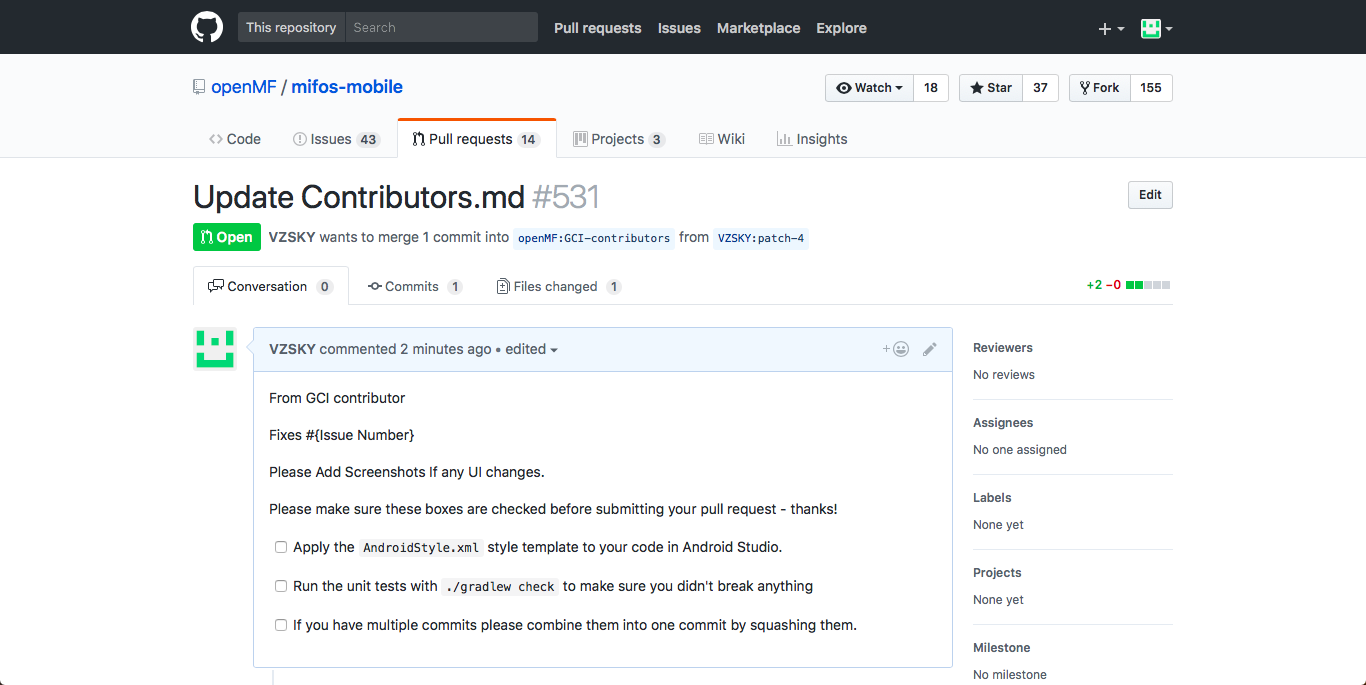 This repository Search Pull requests Issues Marketplace Explore
openMF / mifos-mobile Watch 18 Star 37 Fork 155
Code Issues 43 Pull requests 14 Projects 3 Wiki Insights
Update Contributors.md #531 Edit
Open VZSKY wants to merge 1 commit into openMF:GCI-contributors from VZSKY:patch-4
Conversation 0 Commits 1 Files changed 1 +2 −0
VZSKY commented 2 minutes ago • edited
From GCI contributor
Fixes #{Issue Number}
Please Add Screenshots If any UI changes.
Please make sure these boxes are checked before submitting your pull request - thanks!
Apply the AndroidStyle.xml style template to your code in Android Studio.
Run the unit tests with ./gradlew check to make sure you didn't break anything
If you have multiple commits please combine them into one commit by squashing them.
Reviewers
No reviews
Assignees
No one assigned
Labels
None yet
Projects
None yet
Milestone
No milestone